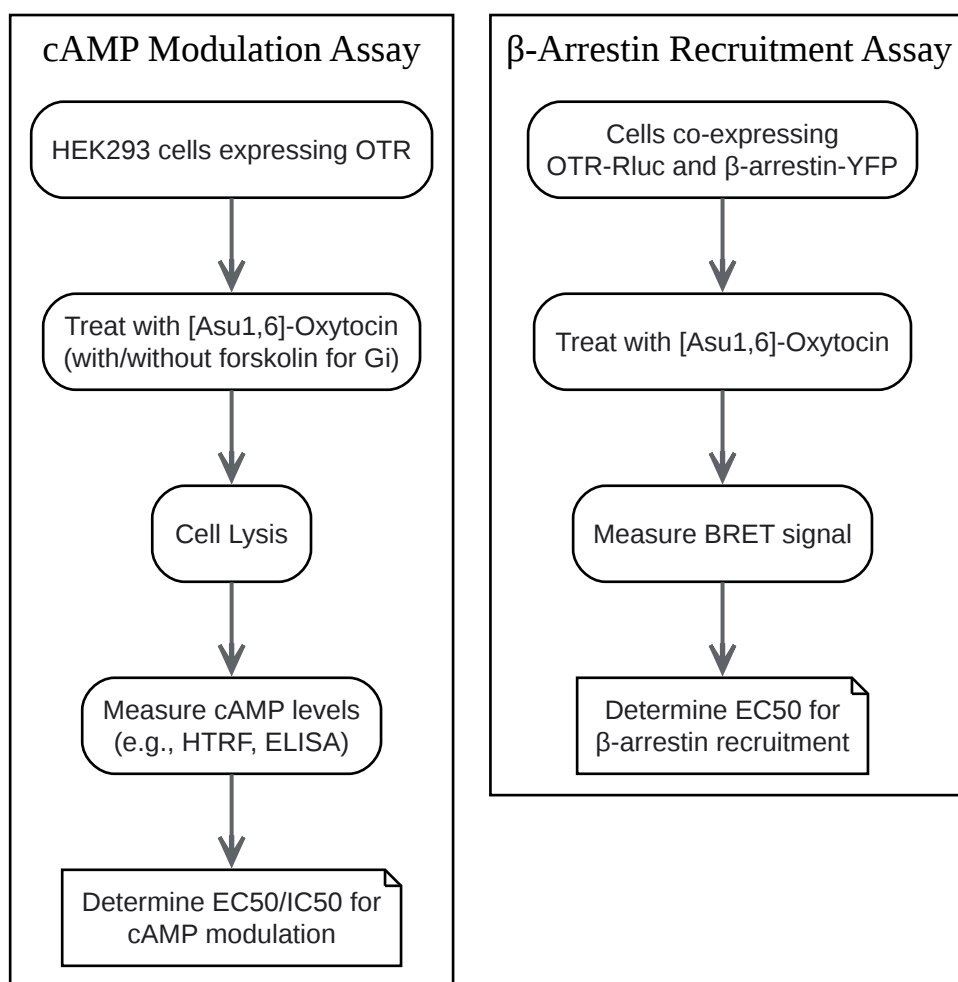 cAMP Modulation Assay
HEK293 cells expressing OTR
Treat with [Asu1,6]-Oxytocin
(with/without forskolin for Gi)
Cell Lysis
Measure cAMP levels
(e.g., HTRF, ELISA)
Determine EC50/IC50 for
cAMP modulation
β-Arrestin Recruitment Assay
Cells co-expressing
OTR-Rluc and β-arrestin-YFP
Treat with [Asu1,6]-Oxytocin
Measure BRET signal
Determine EC50 for
β-arrestin recruitment